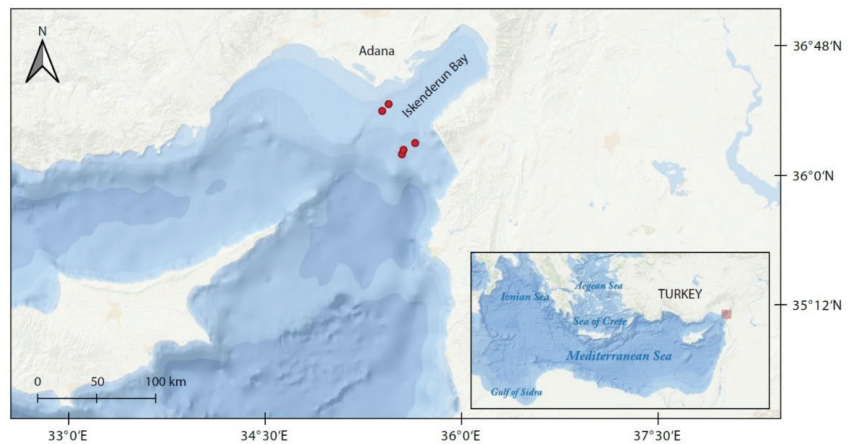 N
Adana
Iskenderun Bay
36°48'N
36°0'N
35°12'N
Ionian Sea
Aegean Sea
TURKEY
Sea of Crete
Mediterranean Sea
Gulf of Sidra
0 50 100 km
33°0'E 34°30'E 36°0'E 37°30'E